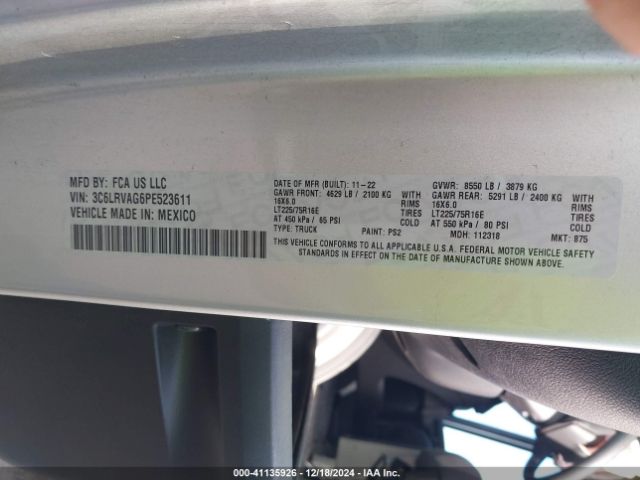 MFD BY: FCA US LLC
VIN: 3C6LRVAG6PE523611
VEHICLE MADE IN: MEXICO
DATE OF MFR (BUILT): 11-22
GAWR FRONT: 4629 LB / 2100 KG
16X6.0 RIMS
LT225/75R16E TIRES
AT 450 kPa / 65 PSI COLD
TYPE: TRUCK PAINT: PS2
GVWR: 8550 LB / 3879 KG
GAWR REAR: 5291 LB / 2400 KG
WITH
16X6.0 RIMS
LT225/75R16E TIRES
AT 550 kPa / 80 PSI COLD
MDH: 112318 MKT: 875
THIS VEHICLE CONFORMS TO ALL APPLICABLE U.S.A. FEDERAL MOTOR VEHICLE SAFETY
STANDARDS IN EFFECT ON THE DATE OF MANUFACTURE SHOWN ABOVE.
000-41135926 - 12/18/2024 - IAA Inc.